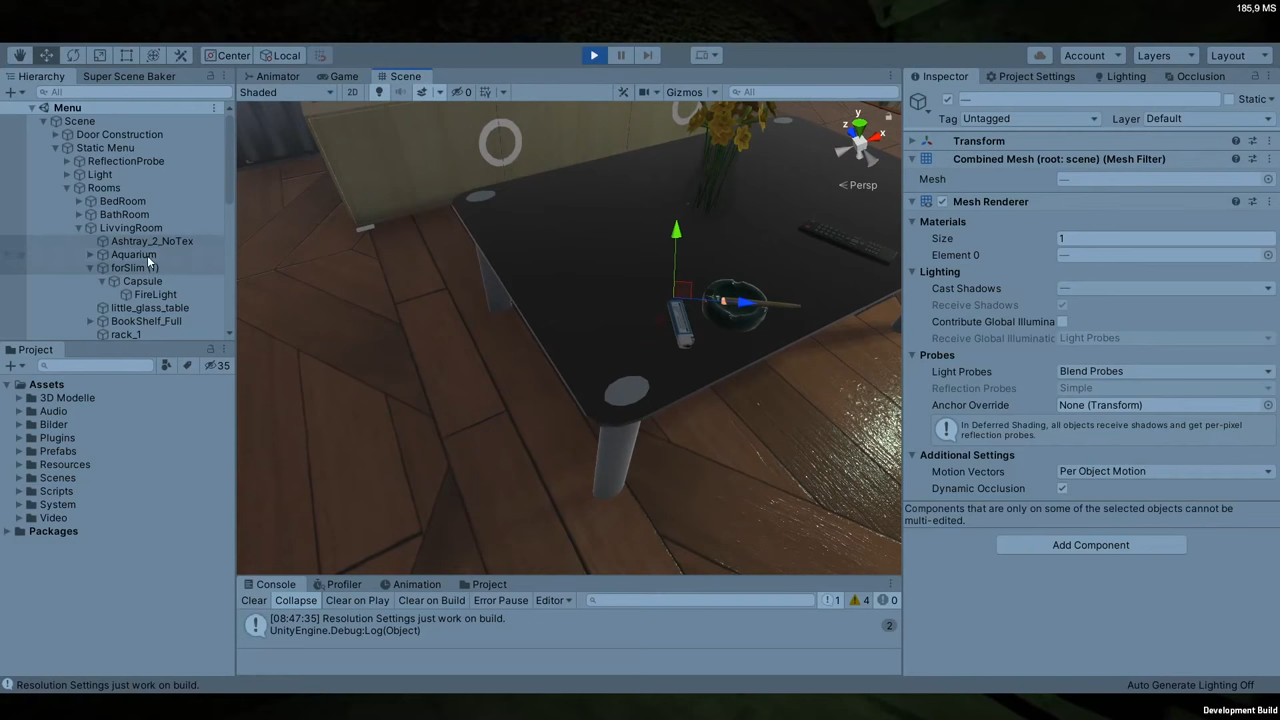 185,9 MS
Center
Local
Account
Layers
Layout
Hierarchy
Super Scene Baker
All
Menu
Scene
Door Construction
Static Menu
ReflectionProbe
Light
Rooms
BedRoom
BathRoom
LivvingRoom
Ashtray_2_NoTex
Aquarium
Capsule
FireLight
little_glass_table
BookShelf_Full
rack_1
Project
35
Assets
3D Modelle
Audio
Bilder
Plugins
Prefabs
Resources
Scenes
Scripts
System
Video
Packages
Animator
Game
Scene
Shaded
2D
0
Gizmos
All
y
z
x
Persp
Console
Profiler
Animation
Project
Clear
Collapse
Clear on Play
Clear on Build
Error Pause
Editor
1
4
0
[08:47:35] Resolution Settings just work on build.
UnityEngine.Debug:Log(Object)
2
Inspector
Project Settings
Lighting
Occlusion
—
Static
Tag Untagged
Layer Default
Transform
Combined Mesh (root: scene) (Mesh Filter)
Mesh —
Mesh Renderer
Materials
Size 1
Element 0 —
Lighting
Cast Shadows —
Receive Shadows
Contribute Global Illumina
Receive Global Illuminatic Light Probes
Probes
Light Probes Blend Probes
Reflection Probes Simple
Anchor Override None (Transform)
In Deferred Shading, all objects receive shadows and get per-pixel
reflection probes.
Additional Settings
Motion Vectors Per Object Motion
Dynamic Occlusion
Components that are only on some of the selected objects cannot be
multi-edited.
Add Component
Resolution Settings just work on build.
Auto Generate Lighting Off
Development Build